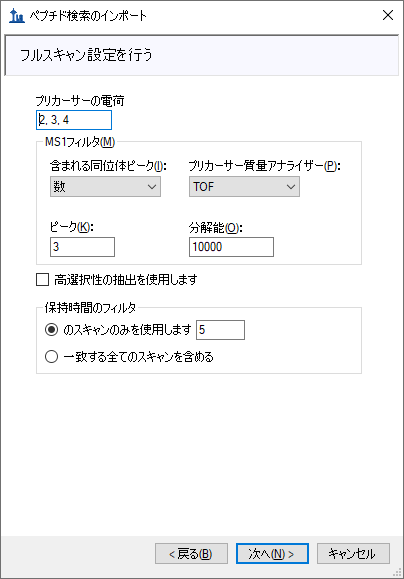 ペプチド検索のインポート
フルスキャン設定を行う
プリカーサーの電荷
2, 3, 4
MS1フィルタ(M)
含まれる同位体ピーク(I): プリカーサー質量アナライザー(P):
数 TOF
ピーク(K): 分解能(O):
3 10000
高選択性の抽出を使用します
保持時間のフィルタ
のスキャンのみを使用します 5
一致する全てのスキャンを含める
< 戻る(B) 次へ(N) > キャンセル